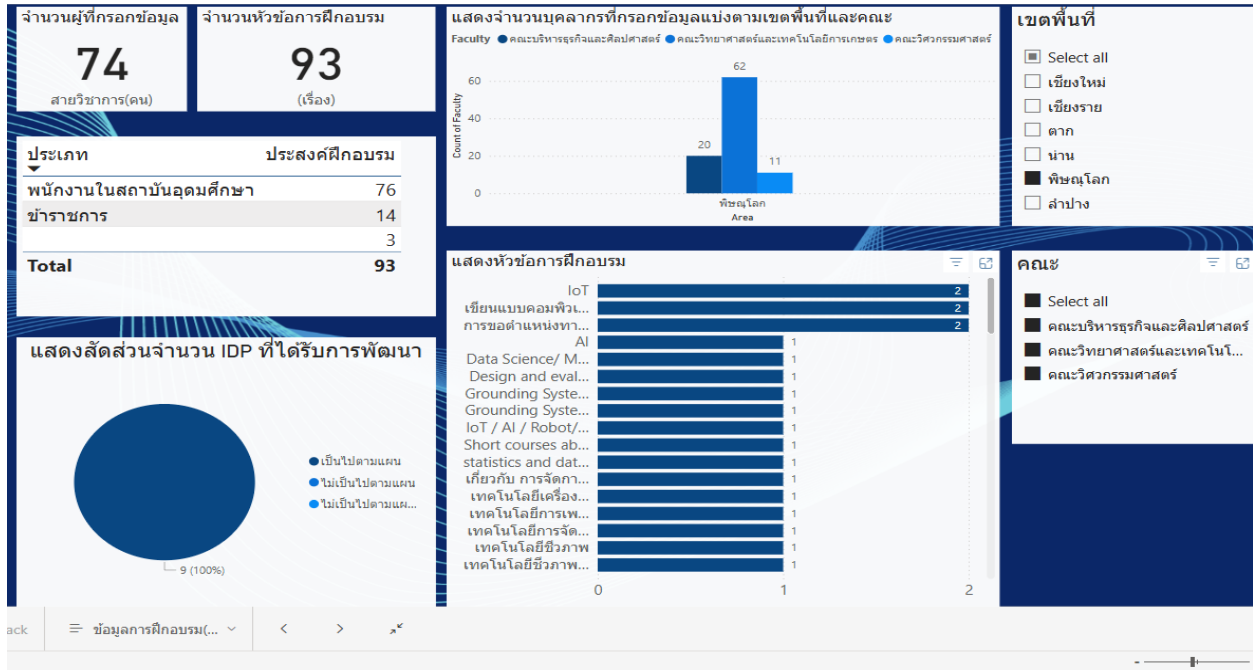 จำนวนผู้ที่กรอกข้อมูล
74
สายวิชาการ(คน)
จำนวนหัวข้อการฝึกอบรม
93
(เรื่อง)
ประเภท ประสงค์ฝึกอบรม
พนักงานในสถาบันอุดมศึกษา 76
ข้าราชการ 14
3
Total 93
แสดงสัดส่วนจำนวน IDP ที่ได้รับการพัฒนา
เป็นไปตามแผน
ไม่เป็นไปตามแผน
ไม่เป็นไปตามแผ...
9 (100%)
แสดงจำนวนบุคลากรที่กรอกข้อมูลแบ่งตามเขตพื้นที่และคณะ
Faculty คณะบริหารธุรกิจและศิลปศาสตร์ คณะวิทยาศาสตร์และเทคโนโลยีการเกษตร คณะวิศวกรรมศาสตร์
Count of Faculty
60
40
20
0
20
62
11
พิษณุโลก
Area
แสดงหัวข้อการฝึกอบรม
IoT 2
เขียนแบบคอมพิวเ... 2
การขอตำแหน่งทา... 2
AI 1
Data Science/ M... 1
Design and eval... 1
Grounding Syste... 1
Grounding Syste... 1
IoT / AI / Robot/... 1
Short courses ab... 1
statistics and dat... 1
เกี่ยวกับ การจัดกา... 1
เทคโนโลยีเครื่อง... 1
เทคโนโลยีการเพ... 1
เทคโนโลยีการจัด... 1
เทคโนโลยีชีวภาพ 1
เทคโนโลยีชีวภาพ... 1
0 1 2
เขตพื้นที่
Select all
เชียงใหม่
เชียงราย
ตาก
น่าน
พิษณุโลก
ลำปาง
คณะ
Select all
คณะบริหารธุรกิจและศิลปศาสตร์
คณะวิทยาศาสตร์และเทคโนโ...
คณะวิศวกรรมศาสตร์
ack ข้อมูลการฝึกอบรม(...